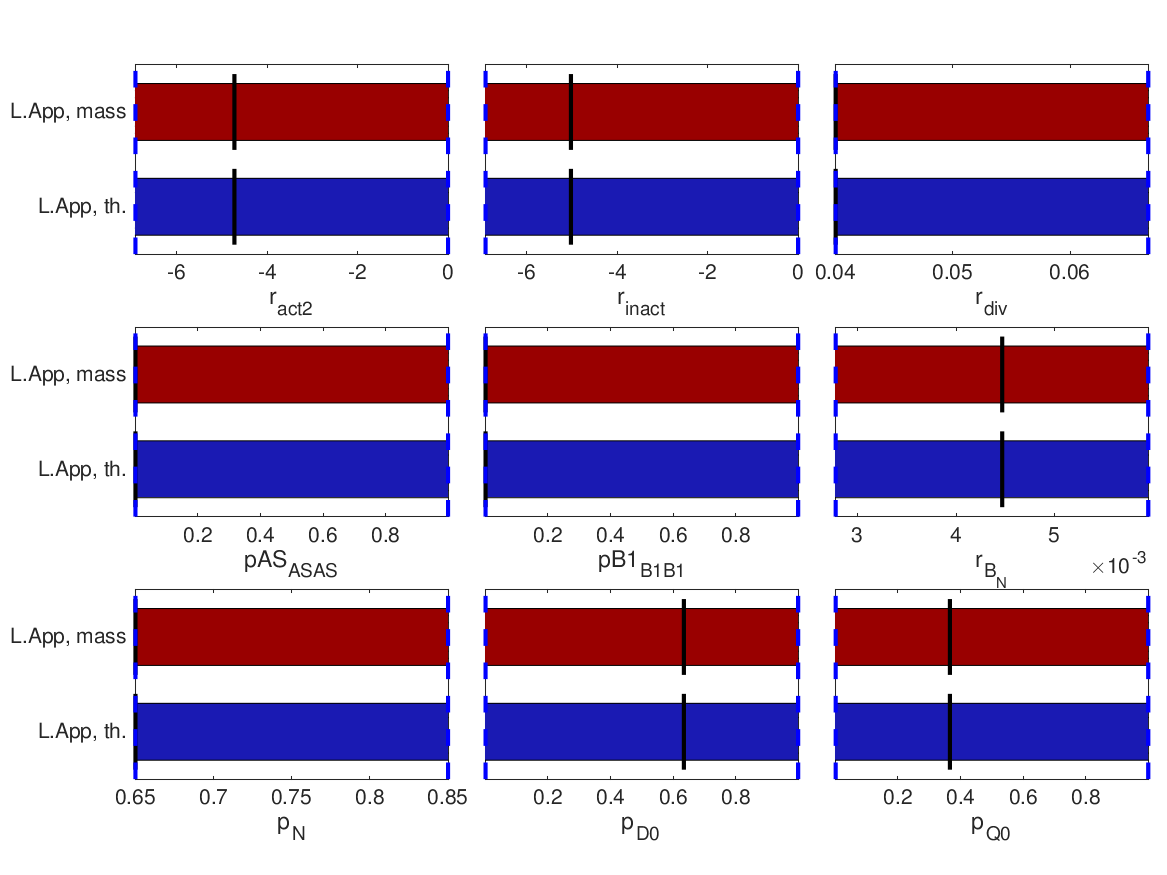 L.App, mass
L.App, th.
-6 -4 -2 0
r_act2
-6 -4 -2 0
r_inact
0.04 0.05 0.06
r_div
L.App, mass
L.App, th.
0.2 0.4 0.6 0.8
pAS_ASAS
0.2 0.4 0.6 0.8
pB1_B1B1
3 4 5
r_B_N
×10^-3
L.App, mass
L.App, th.
0.65 0.7 0.75 0.8 0.85
p_N
0.2 0.4 0.6 0.8
p_D0
0.2 0.4 0.6 0.8
p_Q0